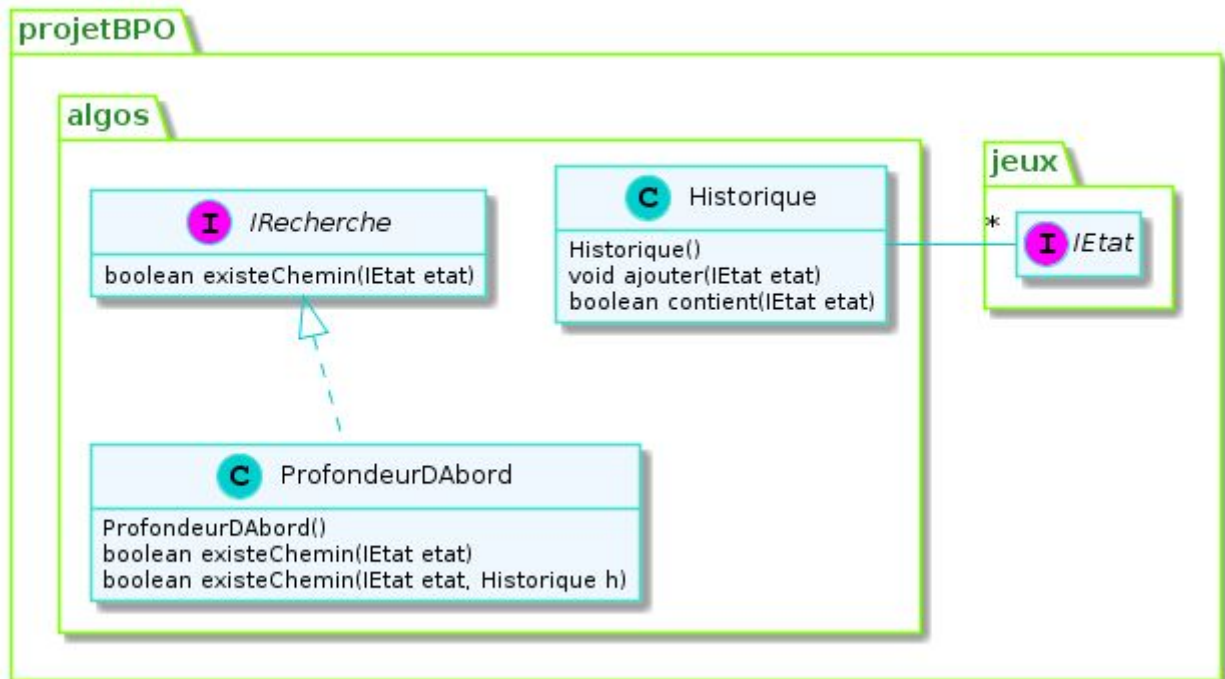 projetBPO
algos
jeux
I IRecherche
boolean existeChemin(IEtat etat)
C Historique
Historique()
void ajouter(IEtat etat)
boolean contient(IEtat etat)
*
I IEtat
C ProfondeurDAbord
ProfondeurDAbord()
boolean existeChemin(IEtat etat)
boolean existeChemin(IEtat etat, Historique h)